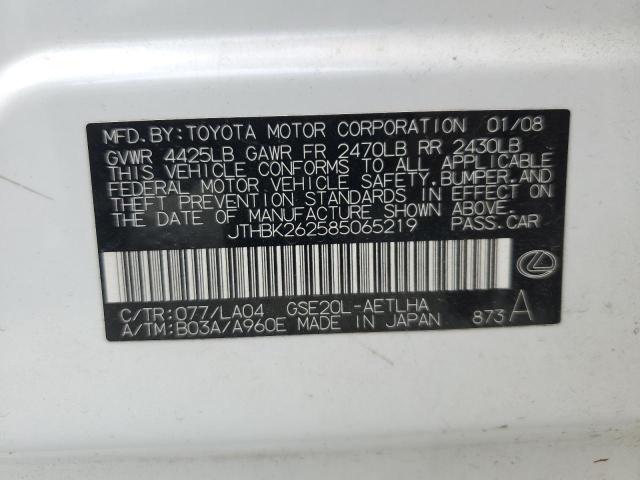 MFD. BY: TOYOTA MOTOR CORPORATION 01/08
GVWR 4425LB GAWR FR 2470LB RR 2430LB
THIS VEHICLE CONFORMS TO ALL APPLICABLE
FEDERAL MOTOR VEHICLE SAFETY, BUMPER, AND
THEFT PREVENTION STANDARDS IN EFFECT ON
THE DATE OF MANUFACTURE SHOWN ABOVE.
JTHBK262585065219 PASS. CAR
C/TR: 077/LA04 GSE20L-AETLHA
A/TM: B03A/A960E MADE IN JAPAN 873 A